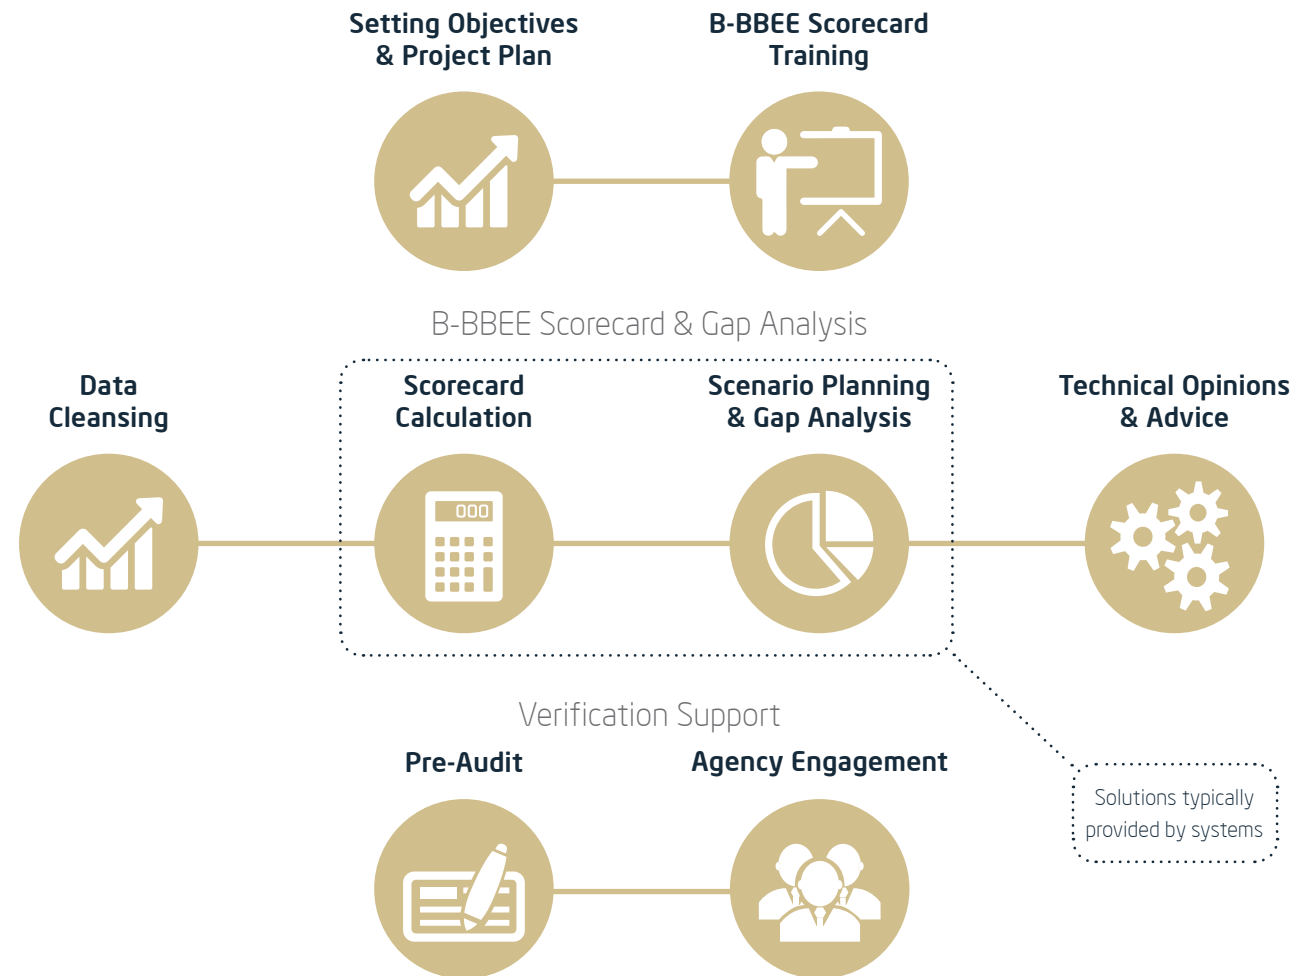 Setting Objectives
& Project Plan
B-BBEE Scorecard
Training
B-BBEE Scorecard & Gap Analysis
Data
Cleansing
Scorecard
Calculation
Scenario Planning
& Gap Analysis
Technical Opinions
& Advice
000
Verification Support
Pre-Audit
Agency Engagement
Solutions typically
provided by systems